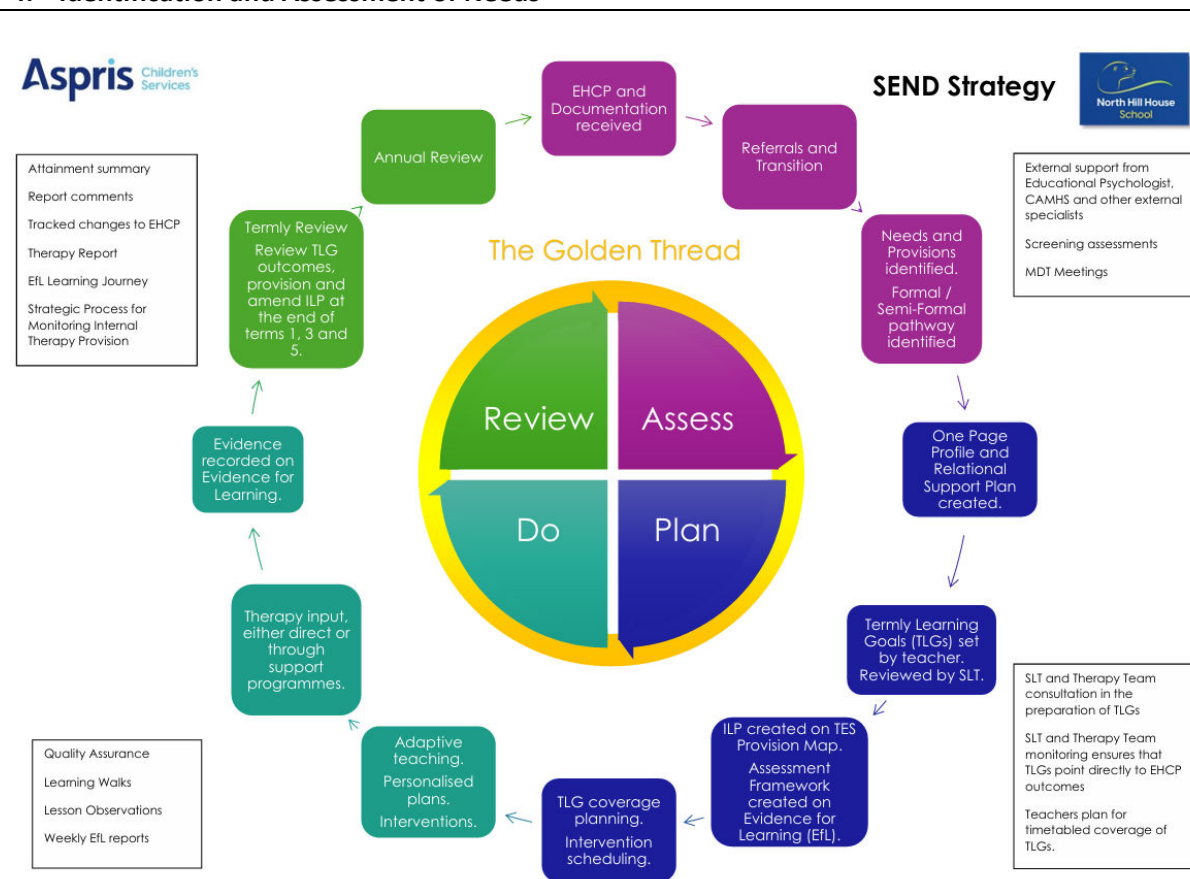 Aspris Children's
Services
SEND Strategy
North Hill House
School
EHCP and
Documentation
received
Referrals and
Transition
Needs and
Provisions
identified.
Formal /
Semi-Formal
pathway
identified
One Page
Profile and
Relational
Support Plan
created.
Termly Learning
Goals (TLGs) set
by teacher.
Reviewed by SLT.
ILP created on TES
Provision Map.
Assessment
Framework
created on
Evidence for
Learning (EfL).
TLG coverage
planning.
Intervention
scheduling.
Adaptive
teaching.
Personalised
plans.
Interventions.
Therapy input,
either direct or
through
support
programmes.
Evidence
recorded on
Evidence for
Learning.
Termly Review
Review TLG
outcomes,
provision and
amend ILP at
the end of
terms 1, 3 and
5.
Annual Review
The Golden Thread
Review
Assess
Do
Plan
Attainment summary
Report comments
Tracked changes to EHCP
Therapy Report
EfL Learning Journey
Strategic Process for
Monitoring Internal
Therapy Provision
External support from
Educational Psychologist,
CAMHS and other external
specialists
Screening assessments
MDT Meetings
Quality Assurance
Learning Walks
Lesson Observations
Weekly EfL reports
SLT and Therapy Team
consultation in the
preparation of TLGs
SLT and Therapy Team
monitoring ensures that
TLGs point directly to EHCP
outcomes
Teachers plan for
timetabled coverage of
TLGs.